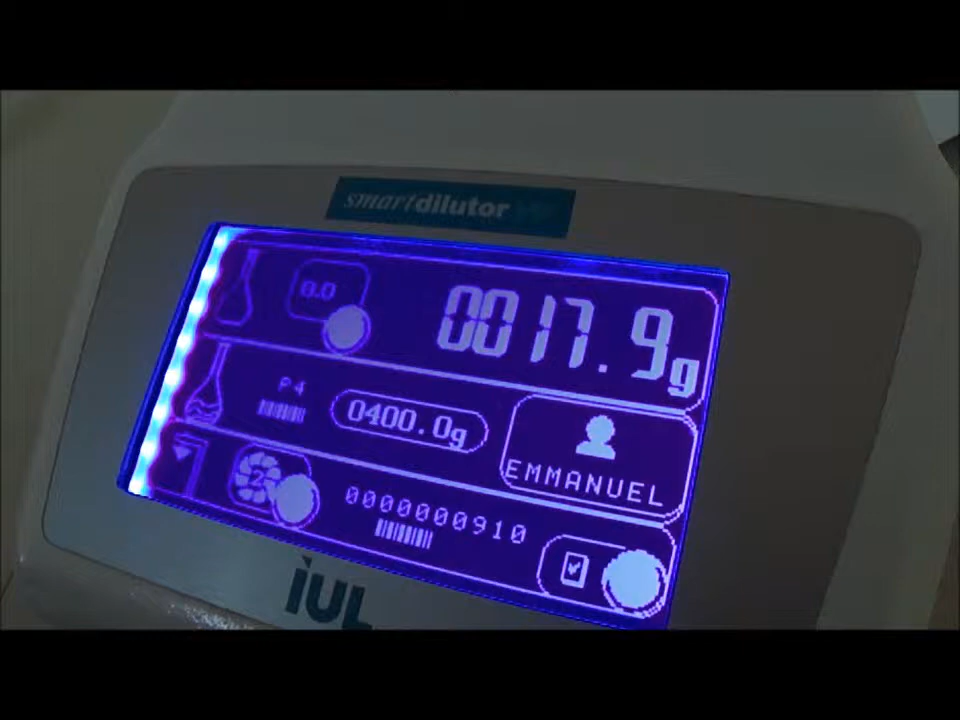 smartdilutor
0.0
0017.9g
P4
0400.0g
EMMANUEL
2
0000000910
iUL